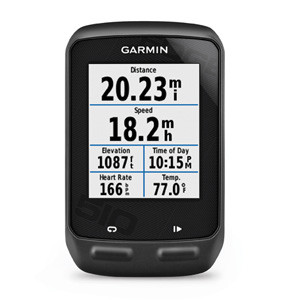 GARMIN
Distance
20.23 mi
Speed
18.2 mh
Elevation Time of Day
1087 ft 10:15 PM
Heart Rate Temp.
166 bpm 77.0 °F
510